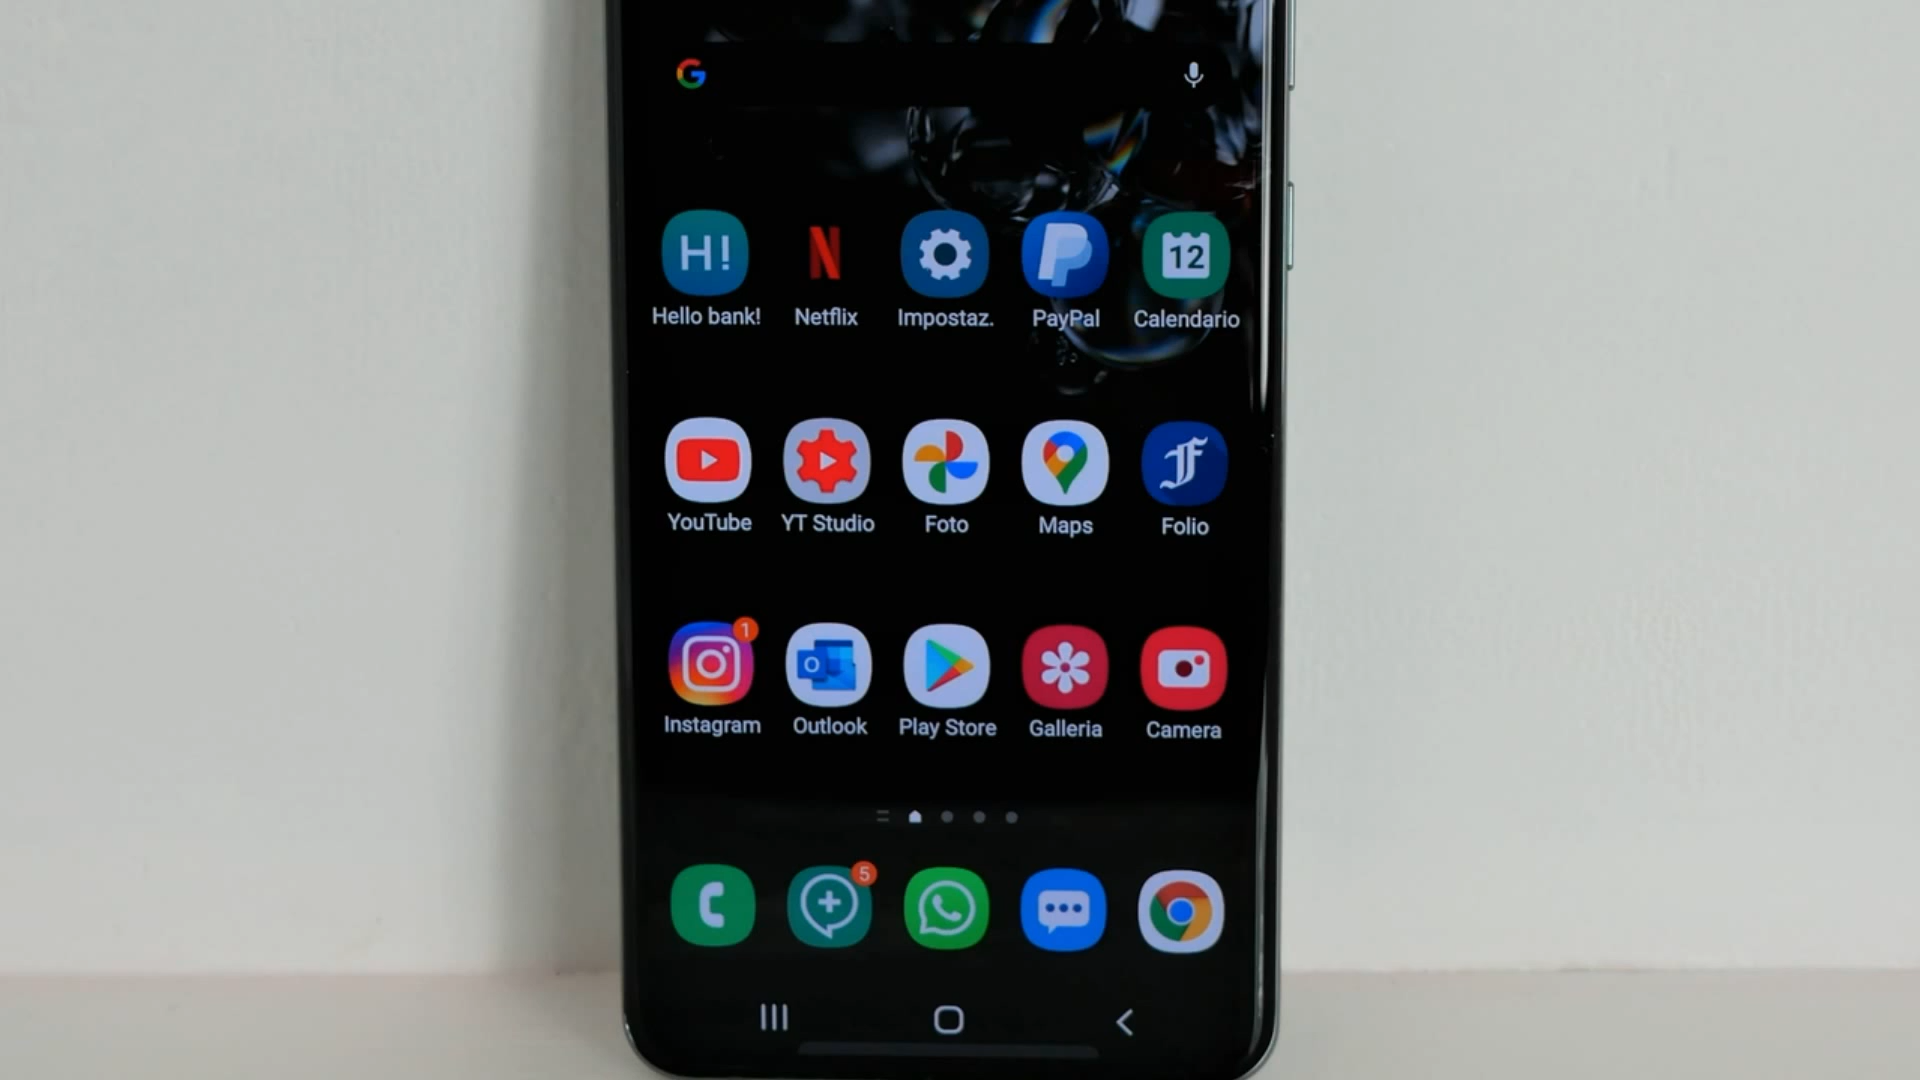 G
H! N P 12
Hello bank! Netflix Impostaz. PayPal Calendario
F
YouTube YT Studio Foto Maps Folio
1 O
Instagram Outlook Play Store Galleria Camera
5